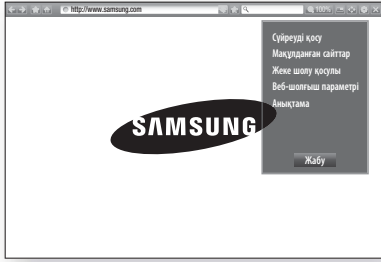 http://www.samsung.com
100%
SAMSUNG
Сүйреуді қосу
Мақұлданған сайттар
Жеке шолу қосулы
Веб-шолғыш параметрі
Анықтама
Жабу